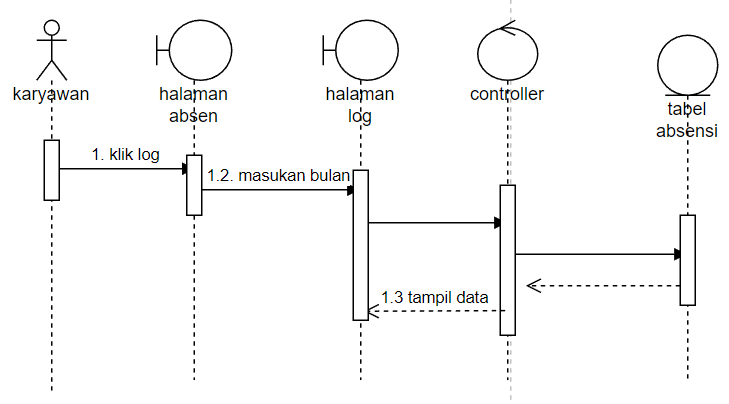 karyawan
halaman
absen
halaman
log
controller
tabel
absensi
1. klik log
1.2. masukan bulan
1.3 tampil data